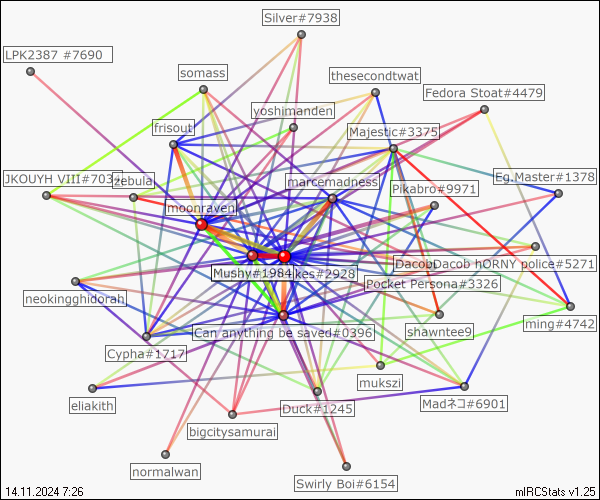 Silver#7938
LPK2387 #7690
somass
thesecondtwat
Fedora Stoat#4479
yoshimanden
frisout
Majestic#3375
JKOUYH VIII#703
zebula
marcemadness
Eg.Master#1378
Pikabro#9971
moonraven
Mushy#1984
kes#2928
Dacob
Dacob hORNY police#5271
Pocket Persona#3326
neokingghidorah
Can anything be saved#0396
shawntee9
ming#4742
Cypha#1717
mukszi
eliakith
Duck#1245
Madネコ#6901
bigcitysamurai
normalwan
Swirly Boi#6154
14.11.2024 7:26
mIRCStats v1.25